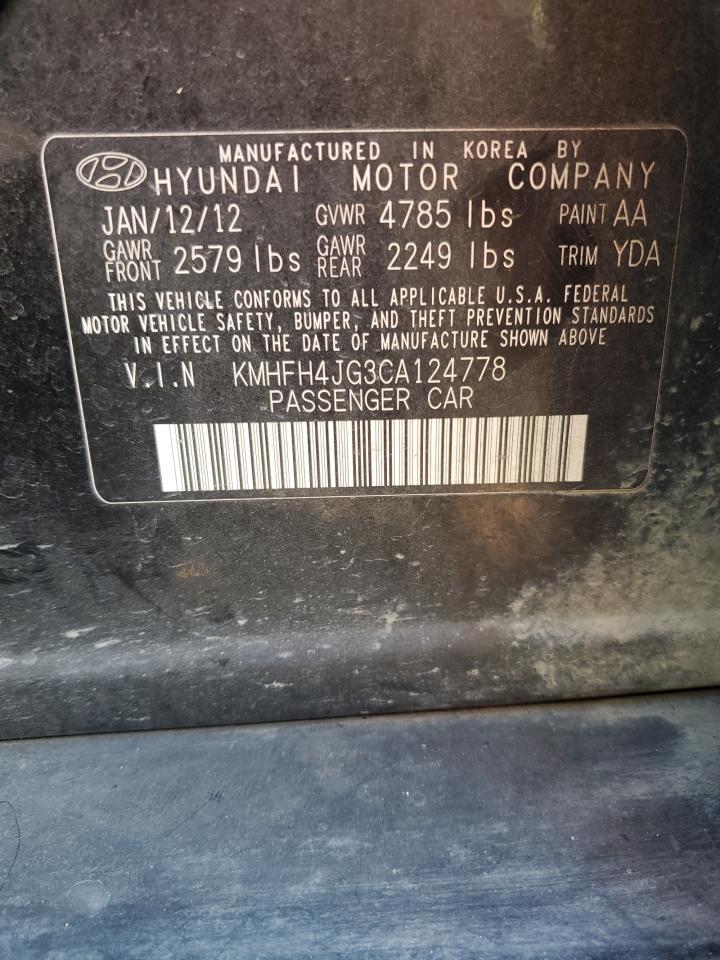 MANUFACTURED IN KOREA BY
HYUNDAI MOTOR COMPANY
JAN/12/12 GVWR 4785 lbs PAINT AA
GAWR FRONT 2579 lbs GAWR REAR 2249 lbs TRIM YDA
THIS VEHICLE CONFORMS TO ALL APPLICABLE U.S.A. FEDERAL
MOTOR VEHICLE SAFETY, BUMPER, AND THEFT PREVENTION STANDARDS
IN EFFECT ON THE DATE OF MANUFACTURE SHOWN ABOVE
V.I.N KMHFH4JG3CA124778
PASSENGER CAR